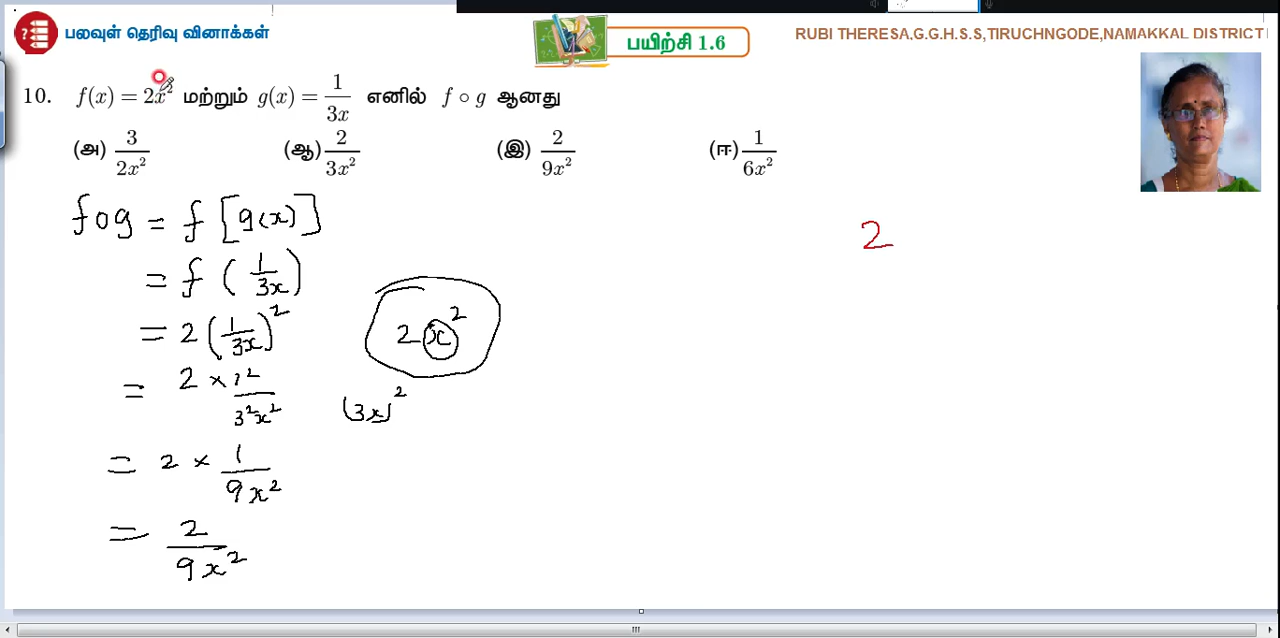 பலவுள் தெரிவு வினாக்கள்
பயிற்சி 1.6
RUBI THERESA,G.G.H.S.S,TIRUCHNGODE,NAMAKKAL DISTRICT
10. f(x) = 2x² மற்றும் g(x) = 1/3x எனில் f ∘ g ஆனது
(அ) 3/2x² (ஆ) 2/3x² (இ) 2/9x² (ஈ) 1/6x²
fog = f [g(x)]
2
= f (1/3x)
= 2 (1/3x)²
2x²
= 2 × 1²/3²x²
(3x)²
= 2 × 1/9x²
= 2/9x²